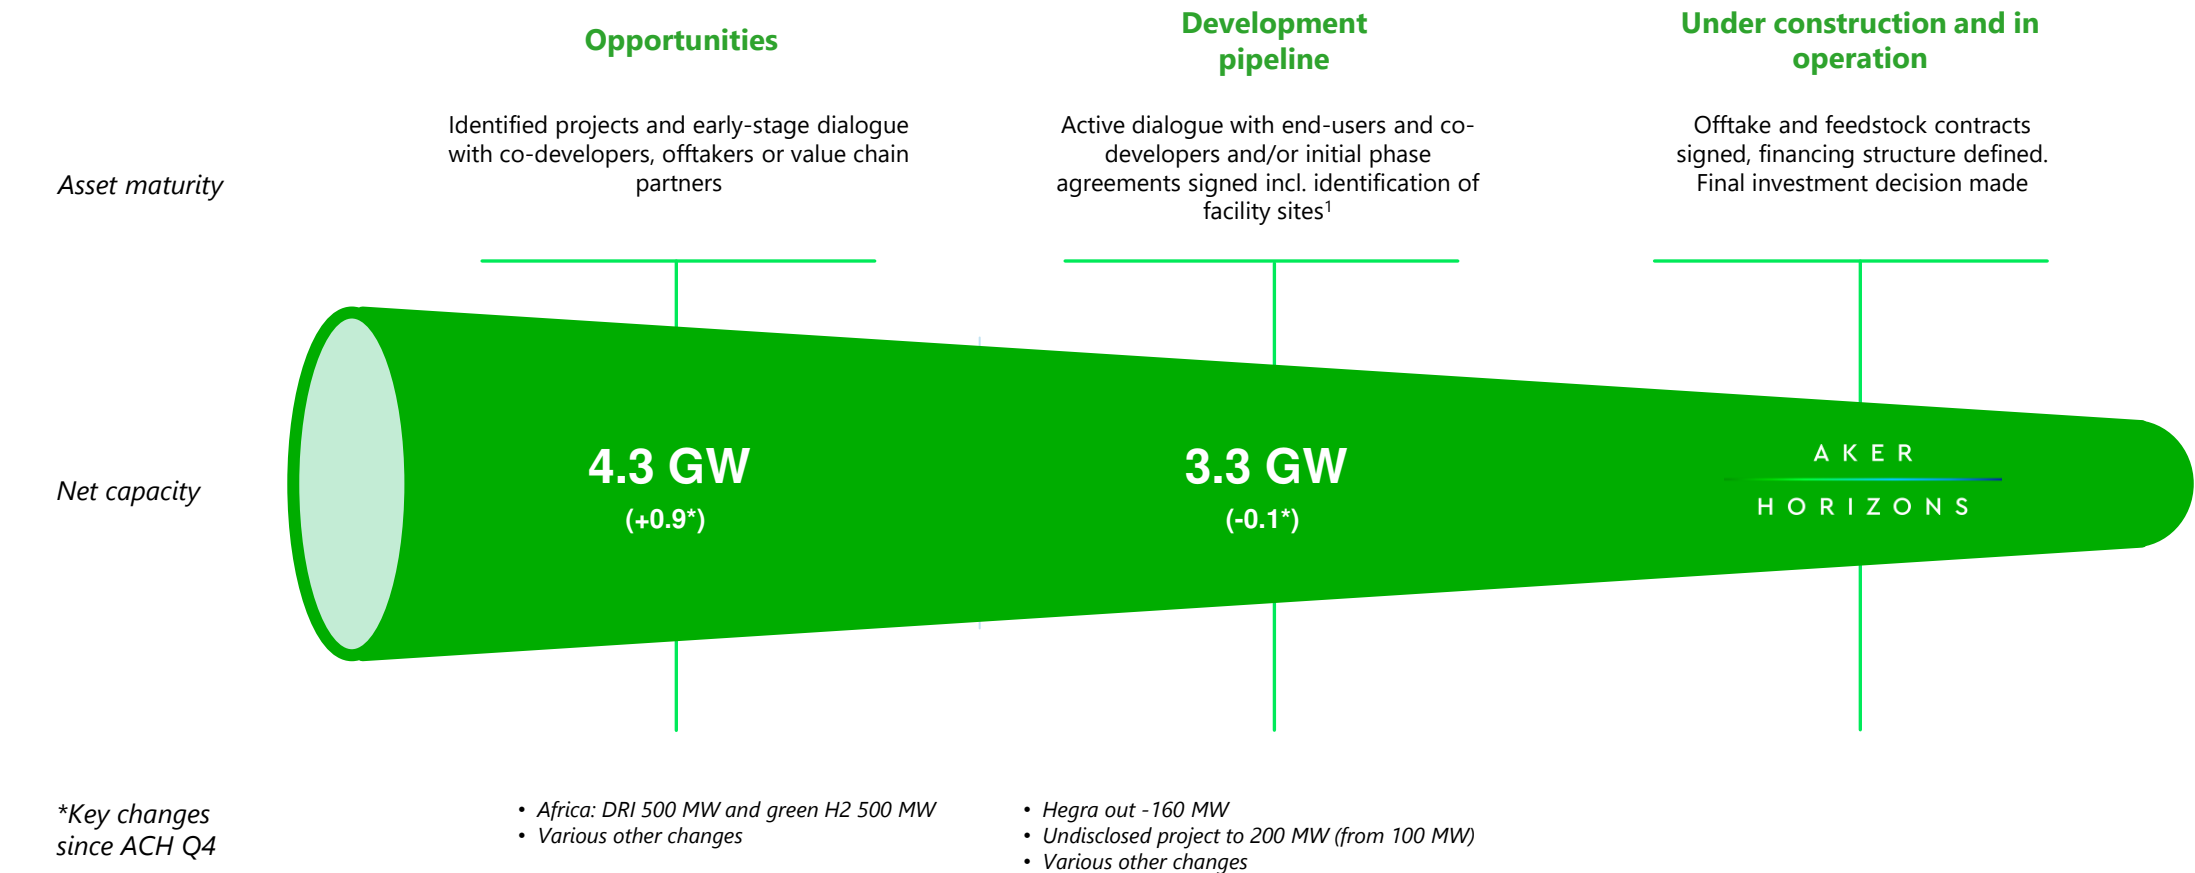 Opportunities
Development
pipeline
Under construction and in
operation
Asset maturity
Identified projects and early-stage dialogue
with co-developers, offtakers or value chain
partners
Active dialogue with end-users and co-
developers and/or initial phase
agreements signed incl. identification of
facility sites¹
Offtake and feedstock contracts
signed, financing structure defined.
Final investment decision made
Net capacity
4.3 GW
(+0.9*)
3.3 GW
(-0.1*)
AKER
HORIZONS
*Key changes
since ACH Q4
• Africa: DRI 500 MW and green H2 500 MW
• Various other changes
• Hegra out -160 MW
• Undisclosed project to 200 MW (from 100 MW)
• Various other changes